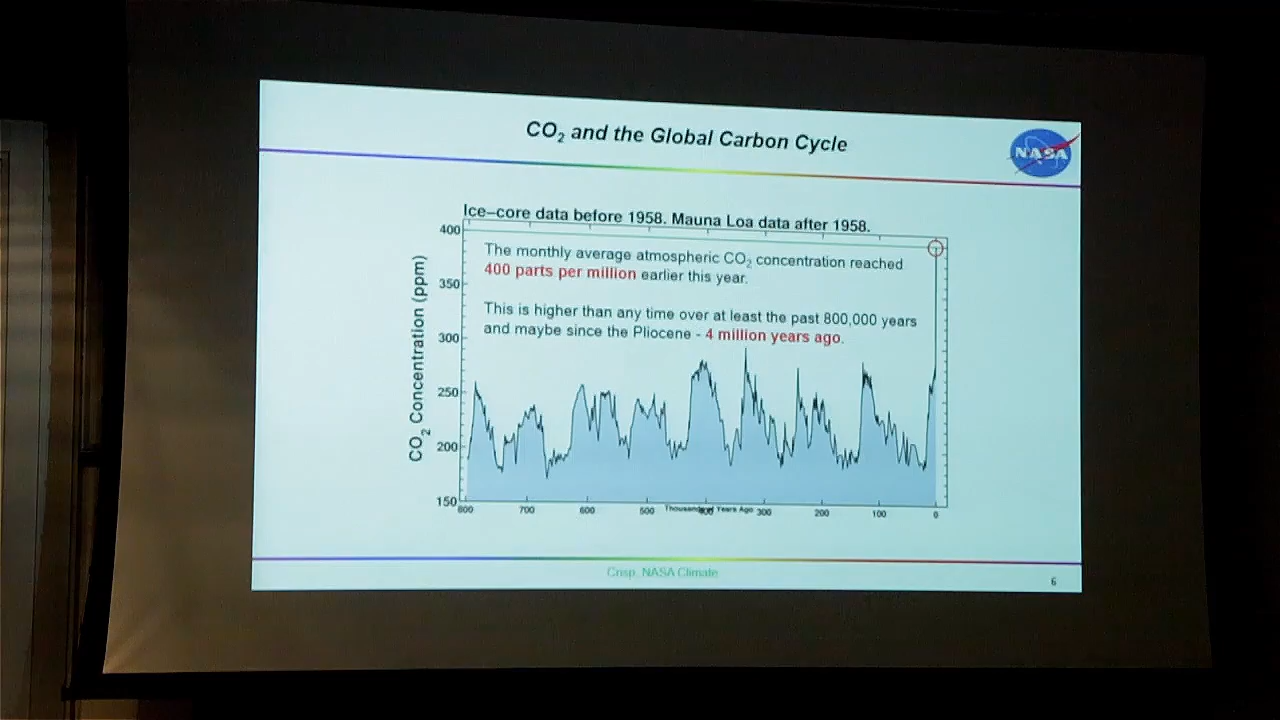 CO2 and the Global Carbon Cycle
NASA
Ice-core data before 1958. Mauna Loa data after 1958.
The monthly average atmospheric CO2 concentration reached
400 parts per million earlier this year.
This is higher than any time over at least the past 800,000 years
and maybe since the Pliocene - 4 million years ago.
CO2 Concentration (ppm)
400
350
300
250
200
150
800 700 600 500 400 300 200 100 0
Thousands of Years Ago
Crisp, NASA Climate
6